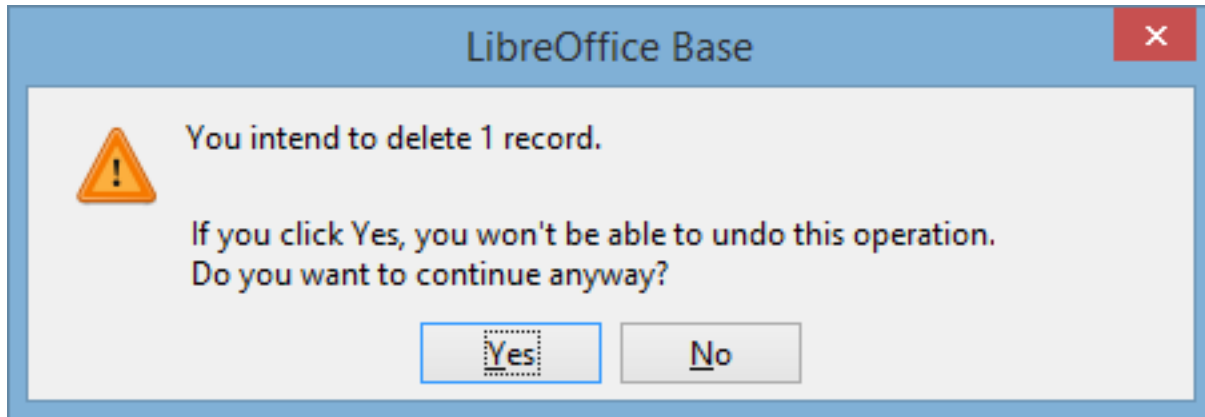 LibreOffice Base
You intend to delete 1 record.
If you click Yes, you won't be able to undo this operation.
Do you want to continue anyway?
Yes
No